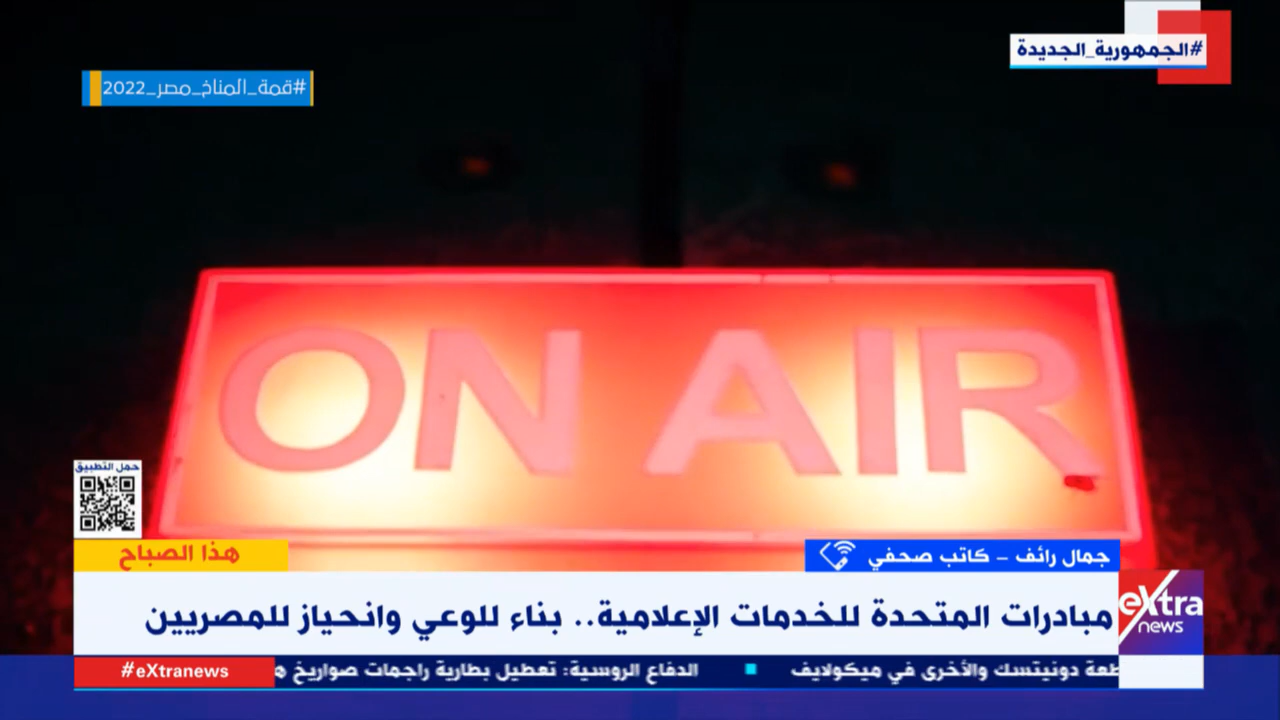 #الجمهورية_الجديدة
#قمة_المناخ_مصر_2022
ON AIR
حمل التطبيق
هذا الصباح
جمال رائف - كاتب صحفي
مبادرات المتحدة للخدمات الإعلامية.. بناء للوعي وانحياز للمصريين
eXtra
news
دونيتسك والأخرى في ميكولايف ■ الدفاع الروسية: تعطيل بطارية راجمات صواريخ
#eXtranews